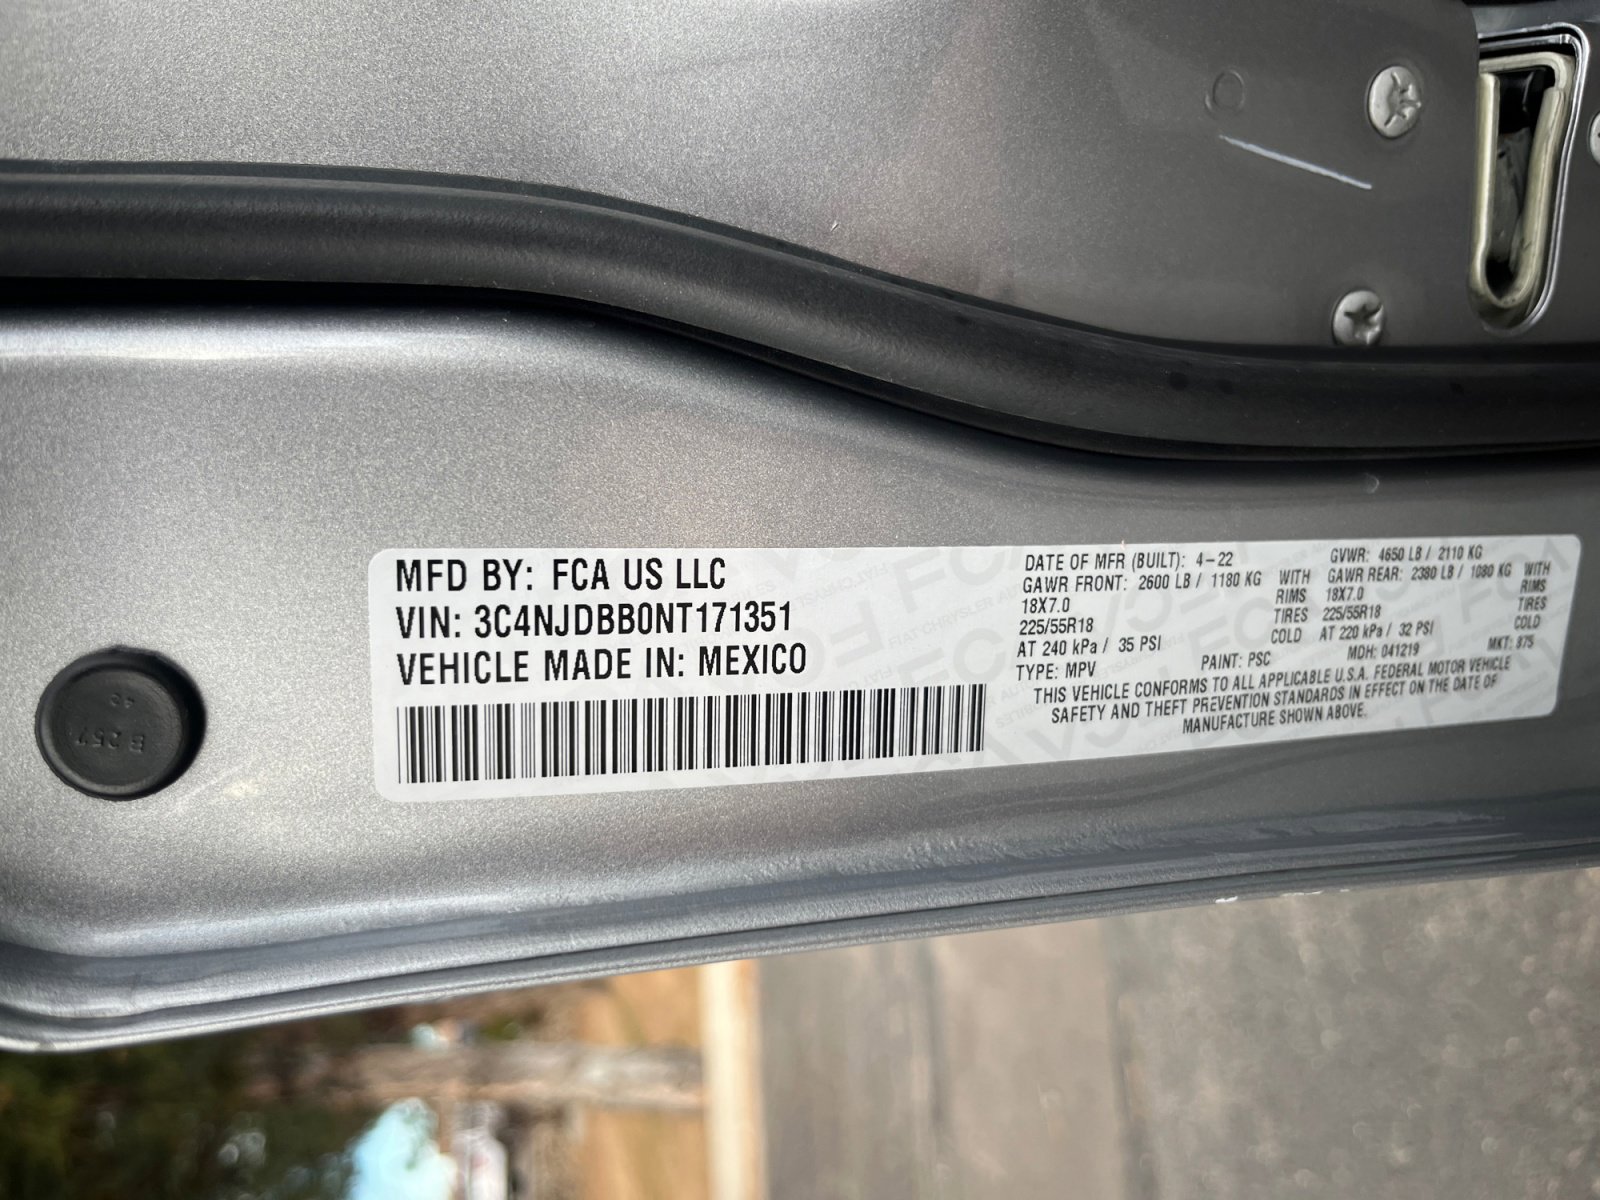 MFD BY: FCA US LLC
VIN: 3C4NJDBB0NT171351
VEHICLE MADE IN: MEXICO
DATE OF MFR (BUILT): 4-22 GVWR: 4650 LB / 2110 KG
GAWR FRONT: 2600 LB / 1180 KG WITH GAWR REAR: 2380 LB / 1080 KG WITH
18X7.0 RIMS 18X7.0 RIMS
225/55R18 TIRES 225/55R18 TIRES
AT 240 kPa / 35 PSI COLD AT 220 kPa / 32 PSI COLD
TYPE: MPV PAINT: PSC MDH: 041219 MKT: 875
THIS VEHICLE CONFORMS TO ALL APPLICABLE U.S.A. FEDERAL MOTOR VEHICLE
SAFETY AND THEFT PREVENTION STANDARDS IN EFFECT ON THE DATE OF
MANUFACTURE SHOWN ABOVE.